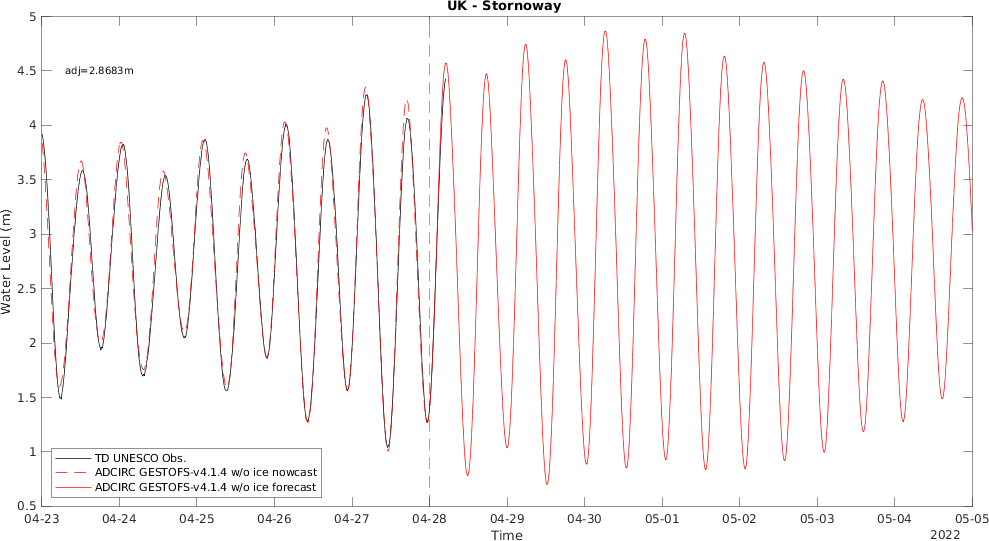 UK - Stornoway
5
4.5
4
3.5
3
2.5
2
1.5
1
0.5
Water Level (m)
adj=2.8683m
TD UNESCO Obs.
ADCIRC GESTOFS-v4.1.4 w/o ice nowcast
ADCIRC GESTOFS-v4.1.4 w/o ice forecast
04-23 04-24 04-25 04-26 04-27 04-28 04-29 04-30 05-01 05-02 05-03 05-04 05-05
Time
2022